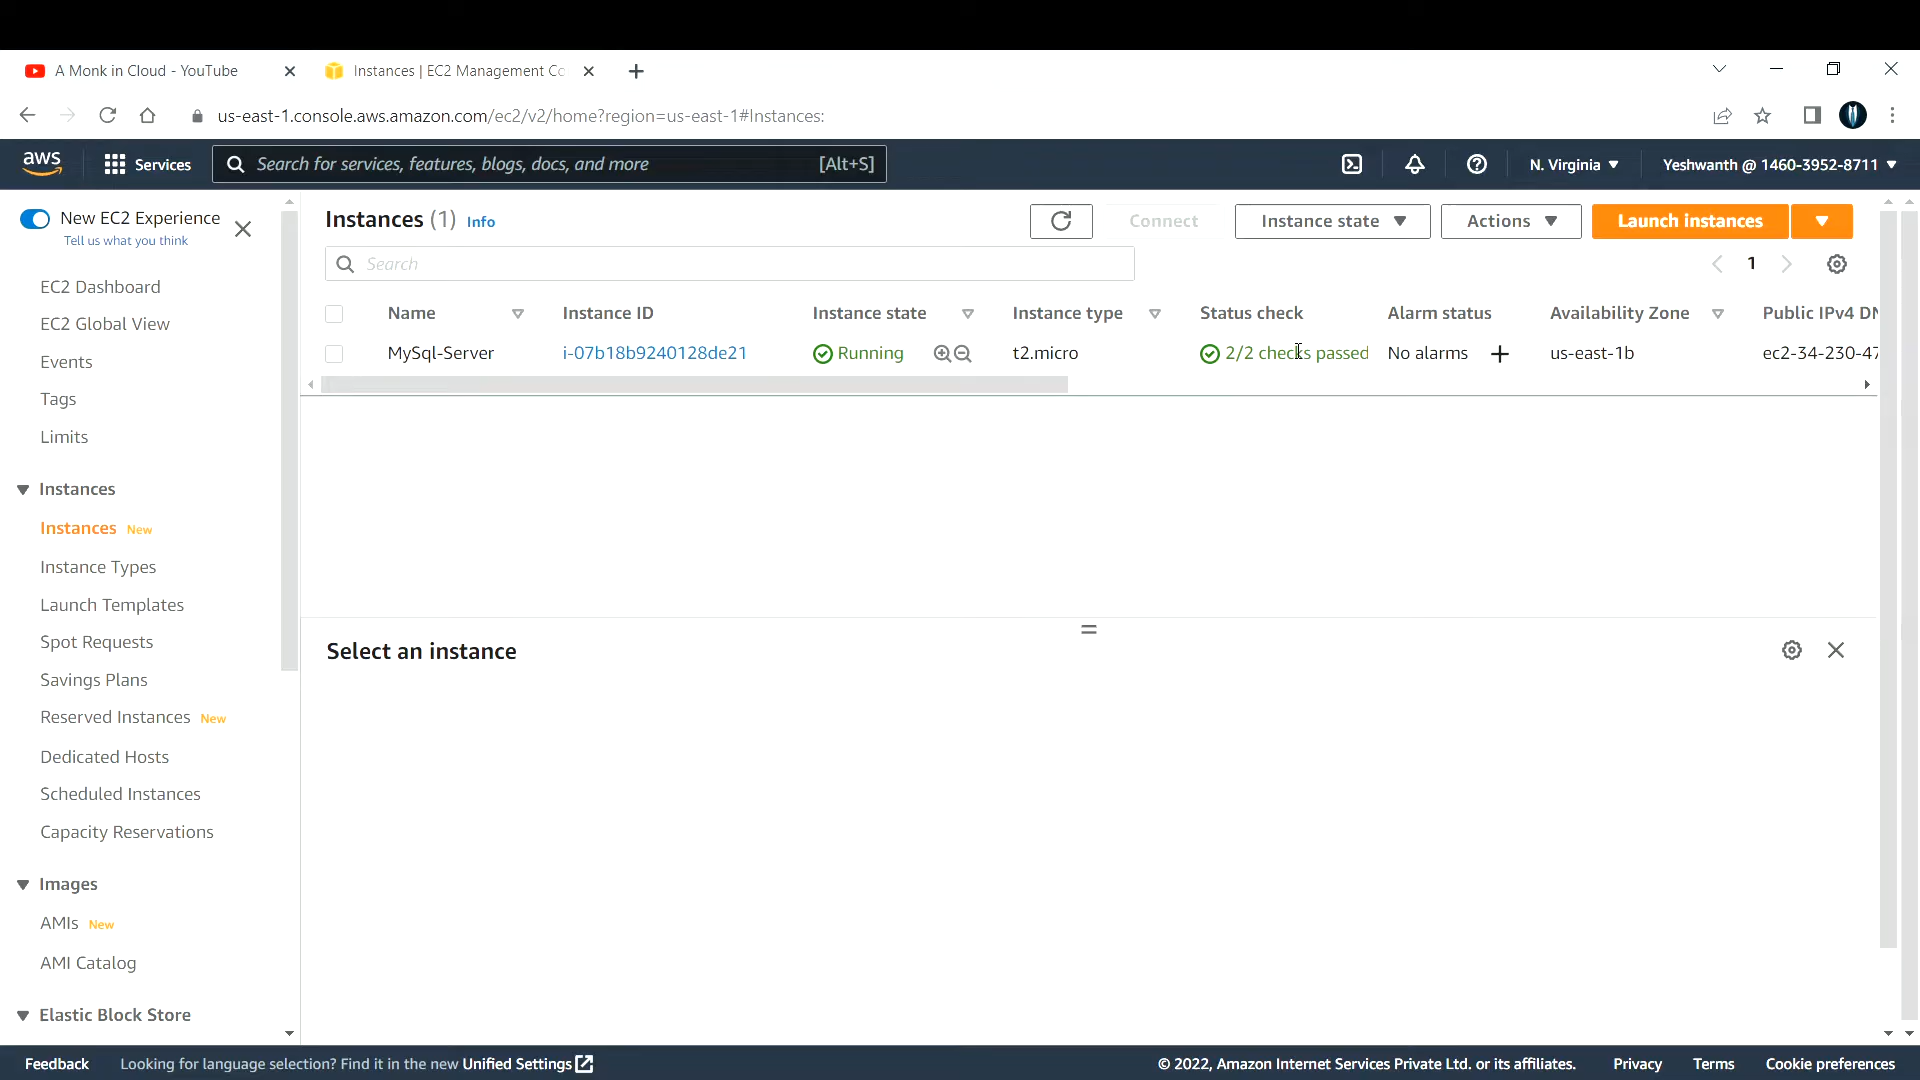 A Monk in Cloud - YouTube
Instances | EC2 Management Cc
us-east-1.console.aws.amazon.com/ec2/v2/home?region=us-east-1#Instances:
aws
Services
Search for services, features, blogs, docs, and more
[Alt+S]
N. Virginia
Yeshwanth @ 1460-3952-8711
New EC2 Experience
Tell us what you think
EC2 Dashboard
EC2 Global View
Events
Tags
Limits
Instances
Instances New
Instance Types
Launch Templates
Spot Requests
Savings Plans
Reserved Instances New
Dedicated Hosts
Scheduled Instances
Capacity Reservations
Images
AMIs New
AMI Catalog
Elastic Block Store
Instances (1) Info
Connect
Instance state
Actions
Launch instances
Search
1
Name Instance ID Instance state Instance type Status check Alarm status Availability Zone Public IPv4 DN
MySql-Server i-07b18b9240128de21 Running t2.micro 2/2 checks passed No alarms us-east-1b ec2-34-230-47
Select an instance
Feedback
Looking for language selection? Find it in the new Unified Settings
© 2022, Amazon Internet Services Private Ltd. or its affiliates.
Privacy
Terms
Cookie preferences